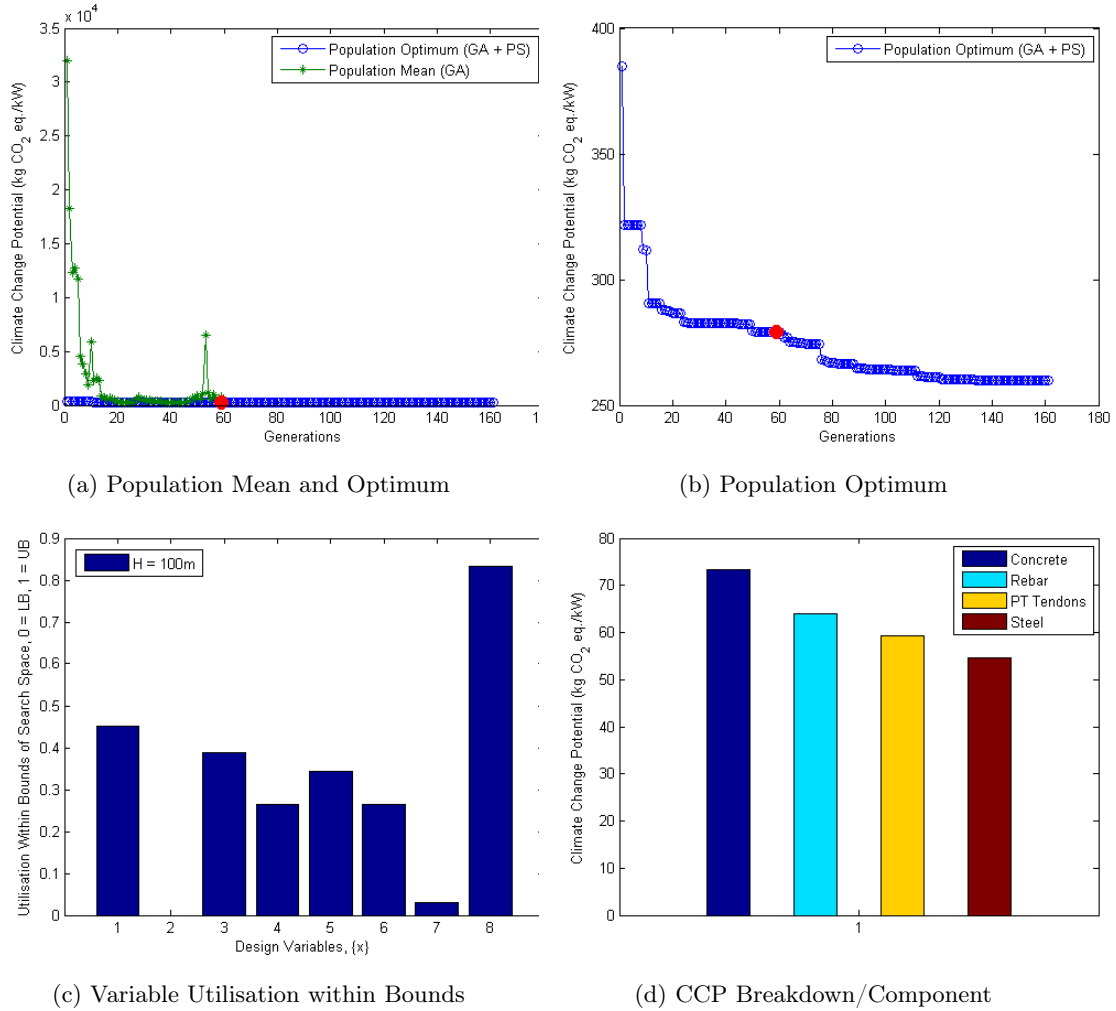 x 10^4
3.5
3
2.5
2
1.5
1
0.5
0
Climate Change Potential (kg CO2 eq./kW)
Population Optimum (GA + PS)
Population Mean (GA)
0 20 40 60 80 100 120 140 160 1
Generations
(a) Population Mean and Optimum
400
350
300
250
Climate Change Potential (kg CO2 eq./kW)
Population Optimum (GA + PS)
0 20 40 60 80 100 120 140 160 180
Generations
(b) Population Optimum
0.9
0.8
0.7
0.6
0.5
0.4
0.3
0.2
0.1
0
Utilisation Within Bounds of Search Space, 0 = LB, 1 = UB
H = 100m
1 2 3 4 5 6 7 8
Design Variables, {x}
(c) Variable Utilisation within Bounds
80
70
60
50
40
30
20
10
0
Climate Change Potential (kg CO2 eq./kW)
Concrete
Rebar
PT Tendons
Steel
1
(d) CCP Breakdown/Component